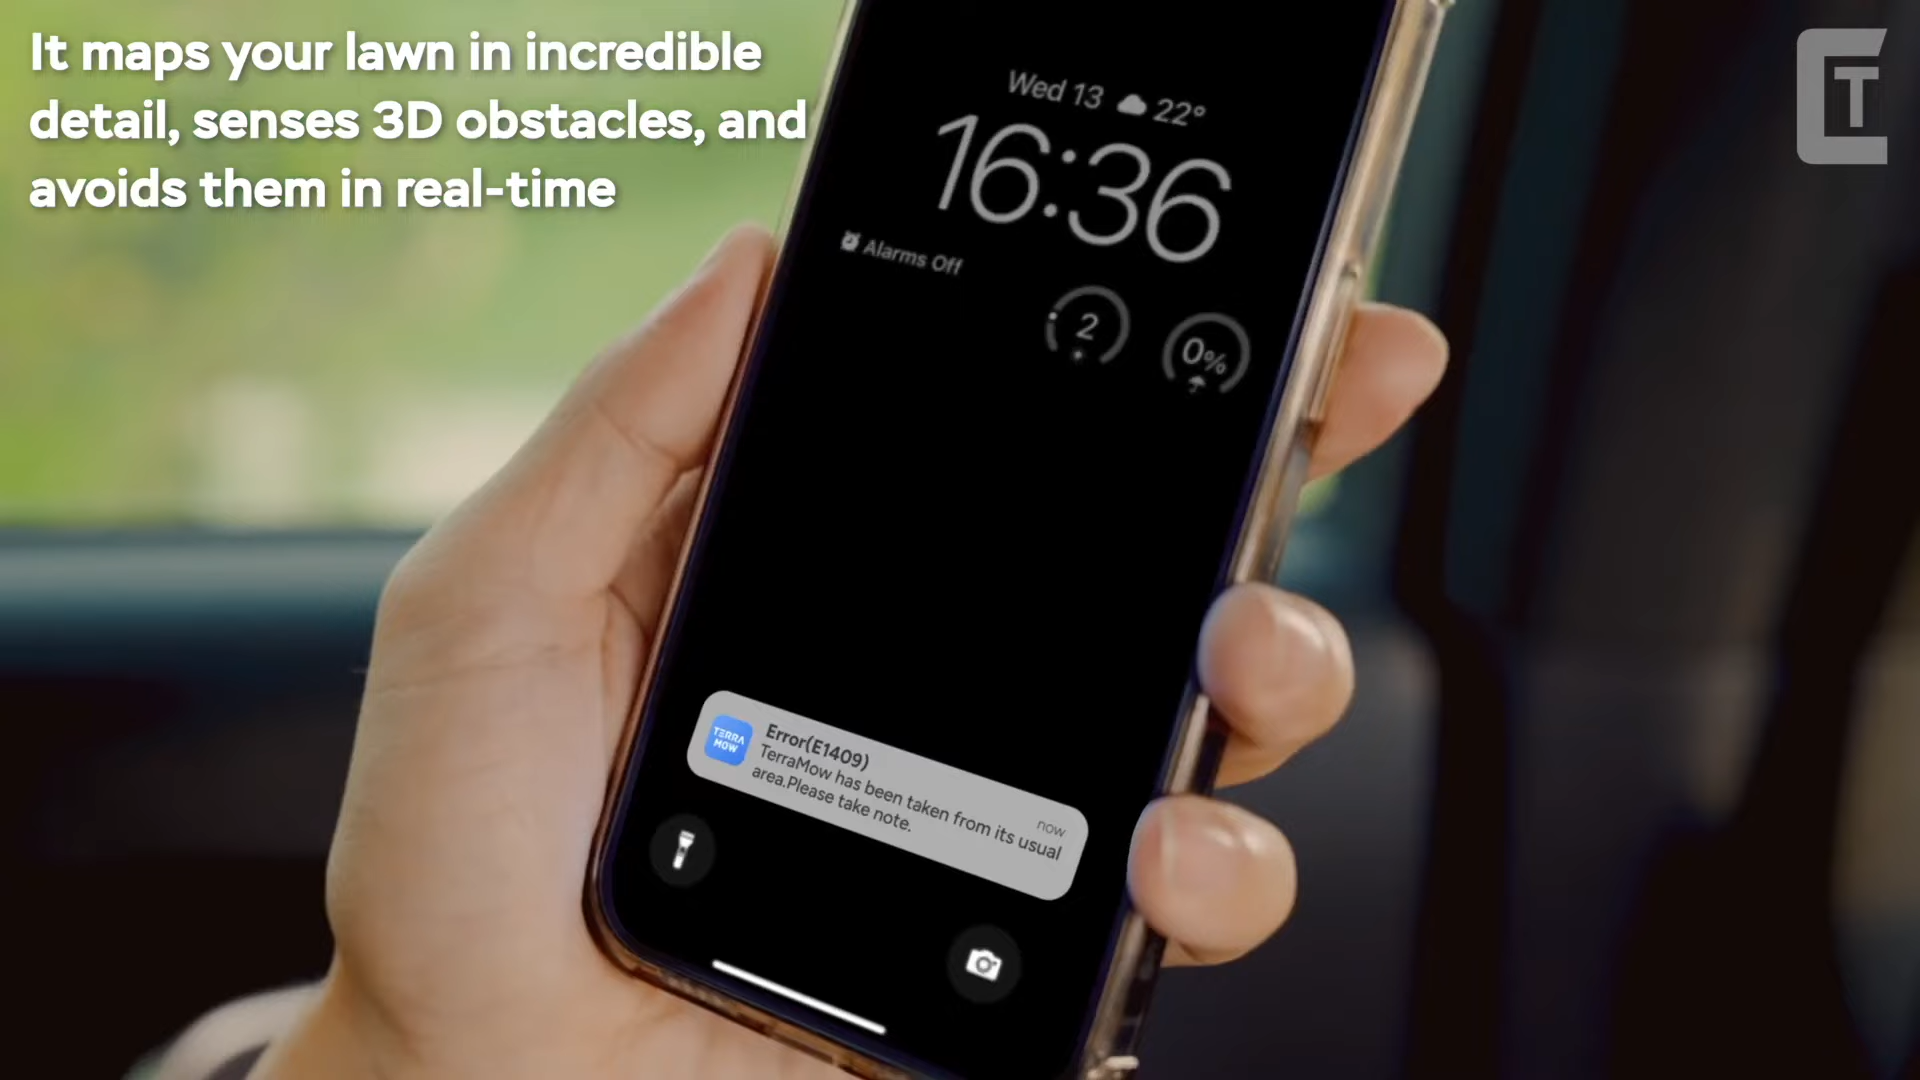 It maps your lawn in incredible
detail, senses 3D obstacles, and
avoids them in real-time
CT
Wed 13 22°
16:36
Alarms Off
2
0%
TERRA
MOW
Error(E1409)
now
TerraMow has been taken from its usual
area.Please take note.